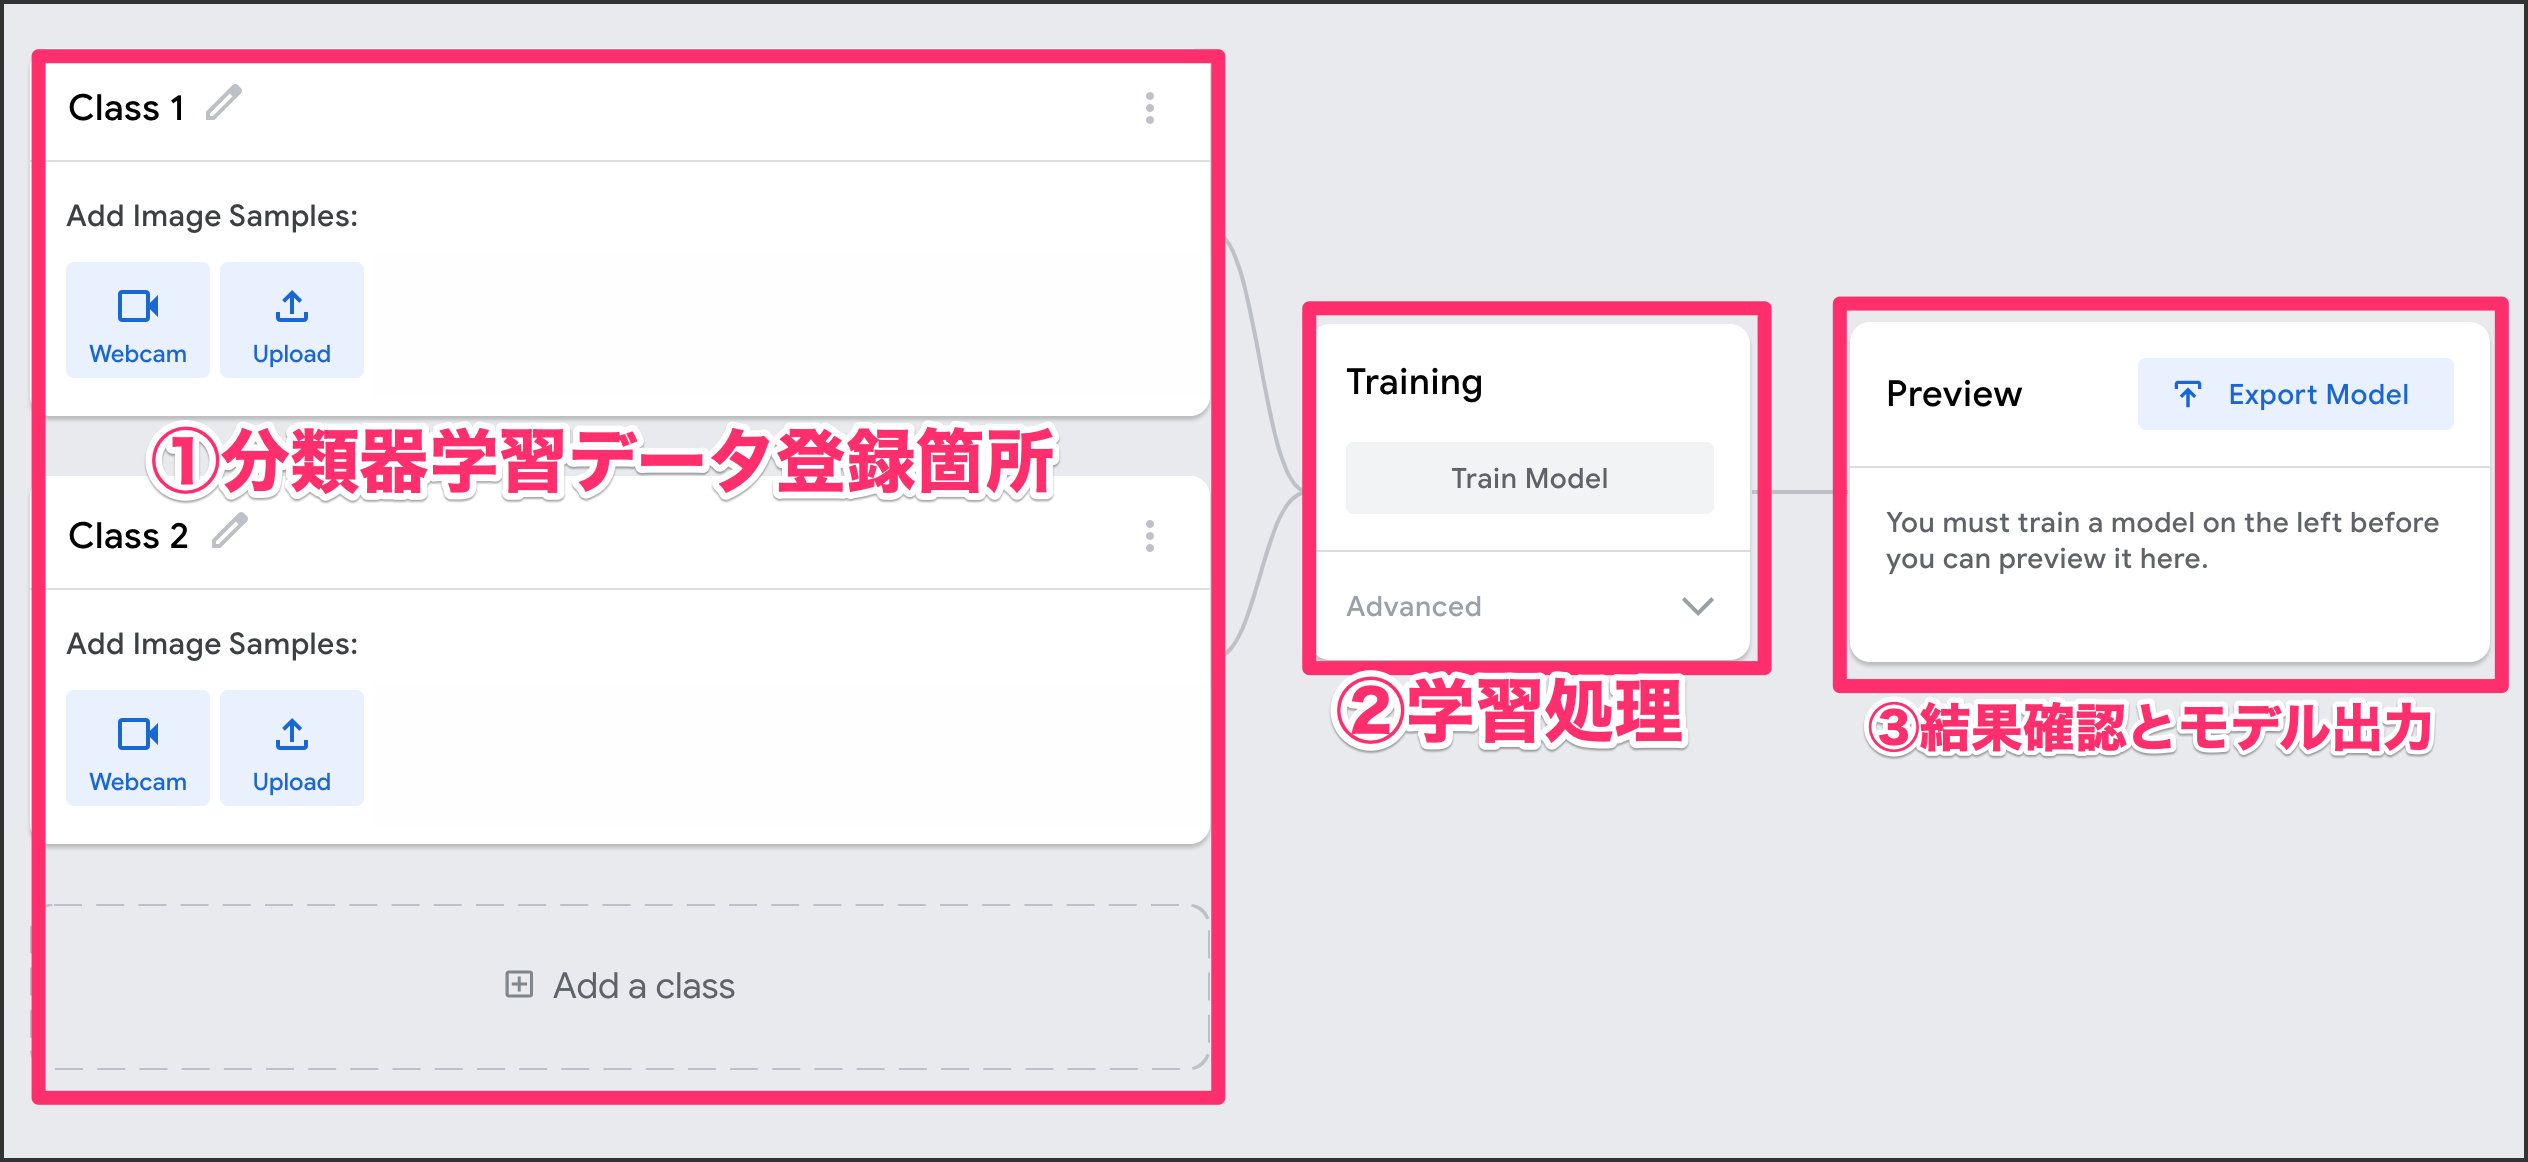 Class 1
Add Image Samples:
Webcam
Upload
①分類器学習データ登録箇所
Class 2
Add Image Samples:
Webcam
Upload
Add a class
Training
Train Model
Advanced
②学習処理
Preview
Export Model
You must train a model on the left before
you can preview it here.
③結果確認とモデル出力